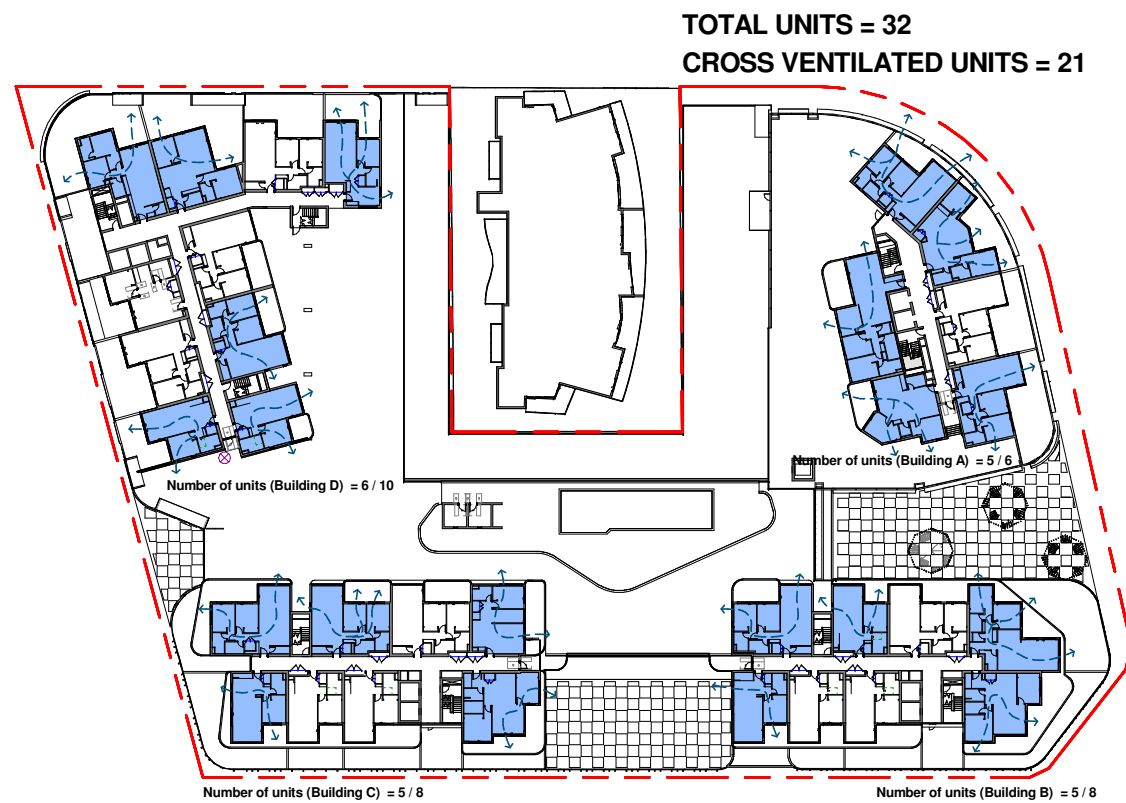 TOTAL UNITS = 32
CROSS VENTILATED UNITS = 21
Number of units (Building A) = 5 / 6
Number of units (Building D) = 6 / 10
Number of units (Building C) = 5 / 8
Number of units (Building B) = 5 / 8